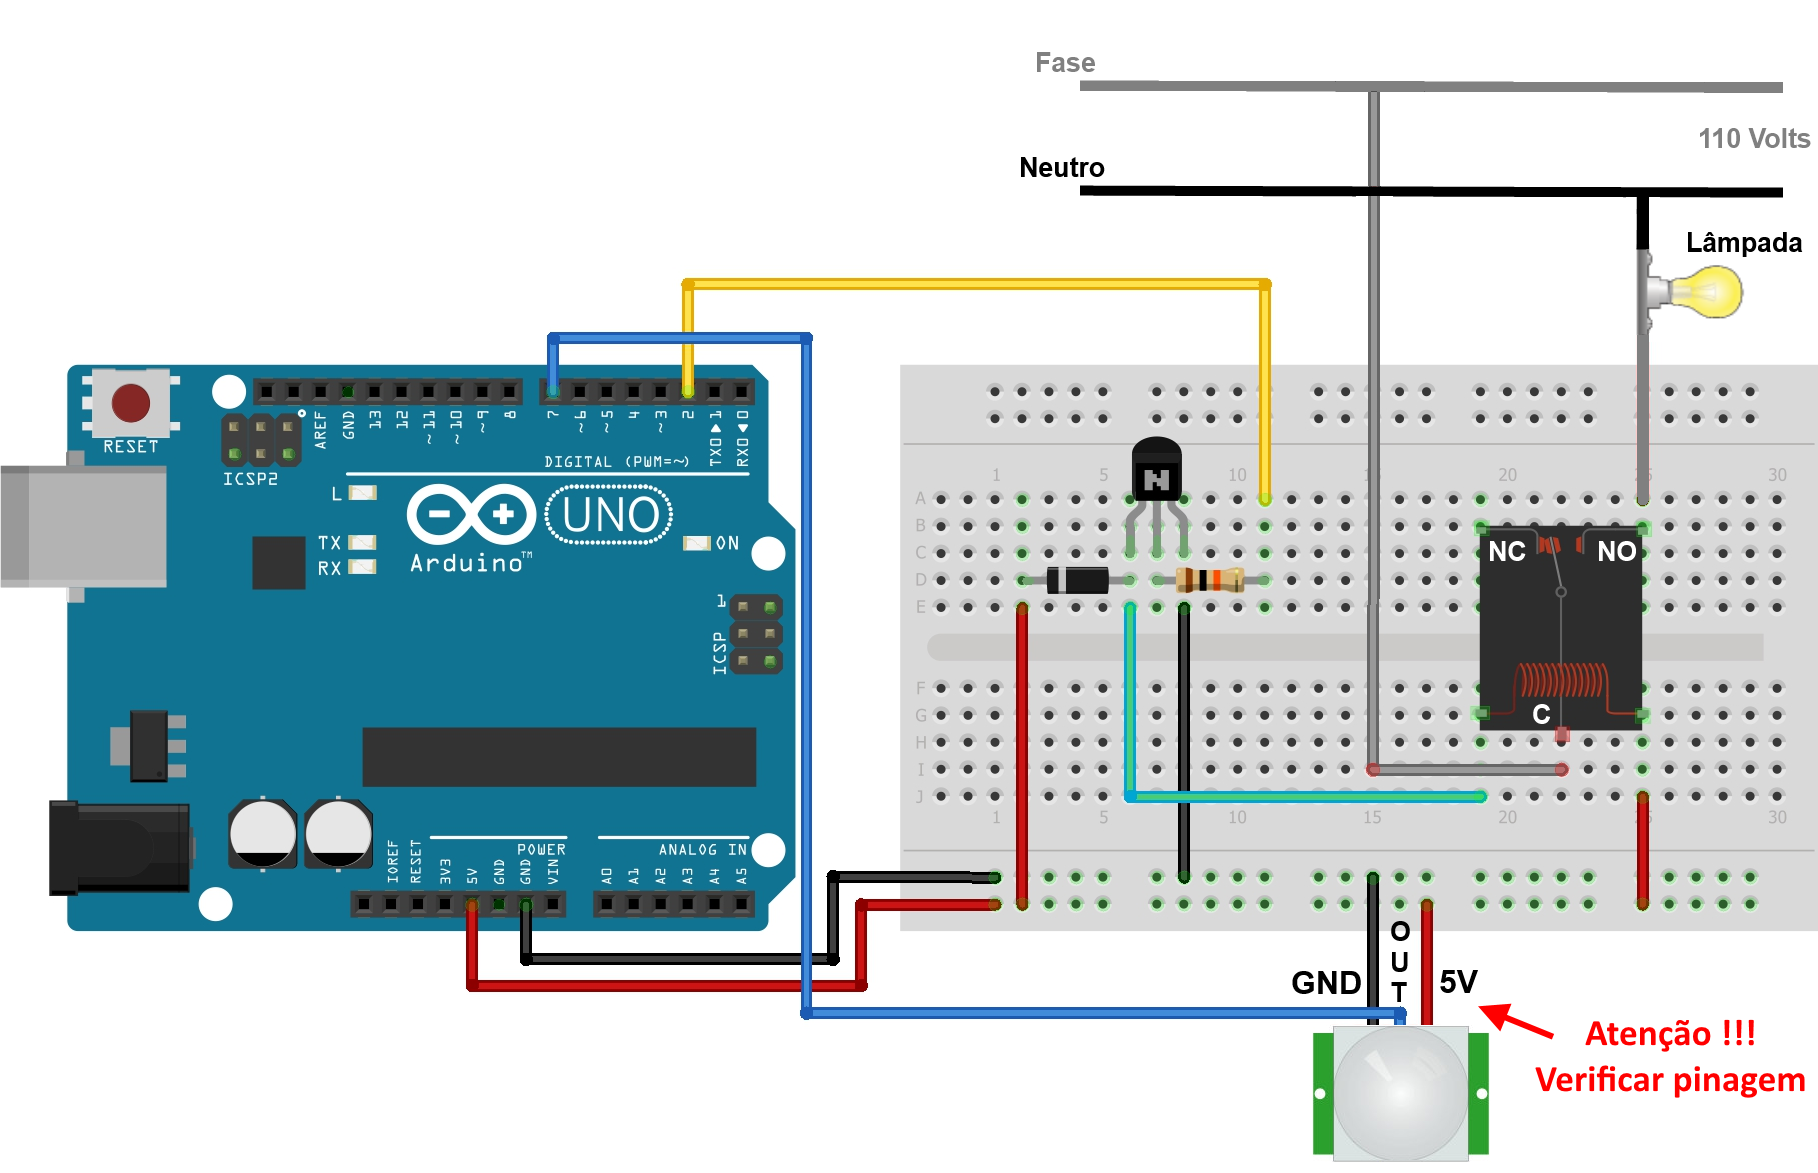 Fase
110 Volts
Neutro
Lâmpada
RESET
ICSP2
AREF
GND
13
12
~11
~10
~9
8
7
~6
~5
4
~3
2
TX0▶1
RX0◀0
DIGITAL (PWM=~)
L
TX
RX
UNO
Arduino™
ON
1
ICSP
IOREF
RESET
3V3
5V
GND
GND
VIN
POWER
A0
A1
A2
A3
A4
A5
ANALOG IN
N
1 5 10 15 20 25 30
A
B
C
D
E
F
G
H
I
J
1 5 10 15 20 25 30
NC NO
C
GND
OUT
5V
Atenção !!!
Verificar pinagem